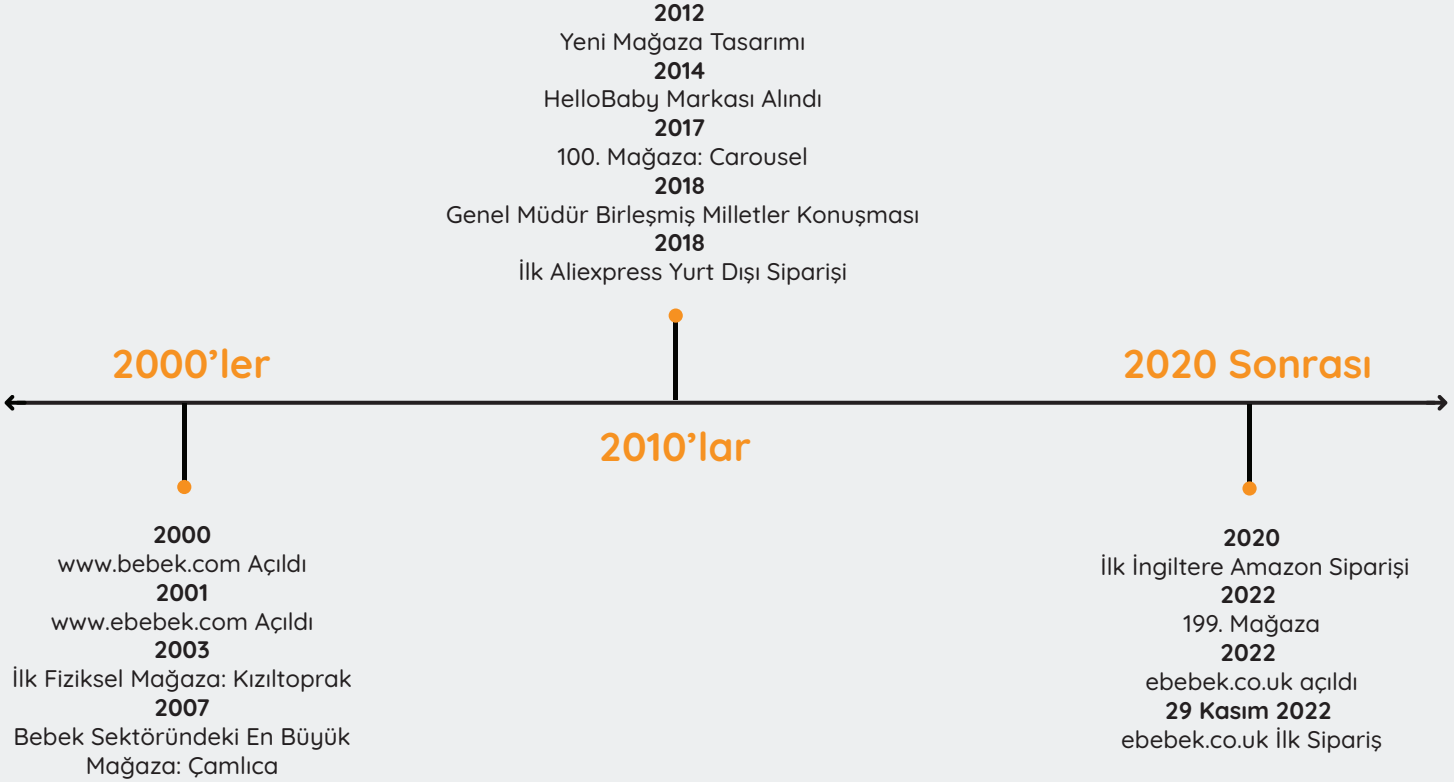 2012
Yeni Mağaza Tasarımı
2014
HelloBaby Markası Alındı
2017
100. Mağaza: Carousel
2018
Genel Müdür Birleşmiş Milletler Konuşması
2018
İlk Aliexpress Yurt Dışı Siparişi
2000’ler
2020 Sonrası
2010’lar
2000
www.bebek.com Açıldı
2001
www.ebebek.com Açıldı
2003
İlk Fiziksel Mağaza: Kızıltoprak
2007
Bebek Sektöründeki En Büyük
Mağaza: Çamlıca
2020
İlk İngiltere Amazon Siparişi
2022
199. Mağaza
2022
ebebek.co.uk açıldı
29 Kasım 2022
ebebek.co.uk İlk Sipariş